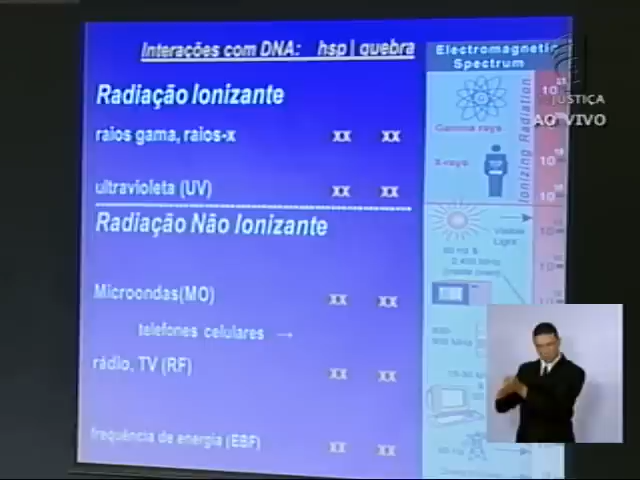 Interações com DNA: hsp | quebra
Electromagnetic
Spectrum
Radiação Ionizante
raios gama, raios-x xx xx
ultravioleta (UV) xx xx
Radiação Não Ionizante
Microondas(MO) xx xx
telefones celulares →
rádio, TV (RF) xx xx
frequência de energia (EBF) xx xx
Gamma rays
X-rays
Ionizing Radiation
Visible
Light
JUSTIÇA
AO VIVO